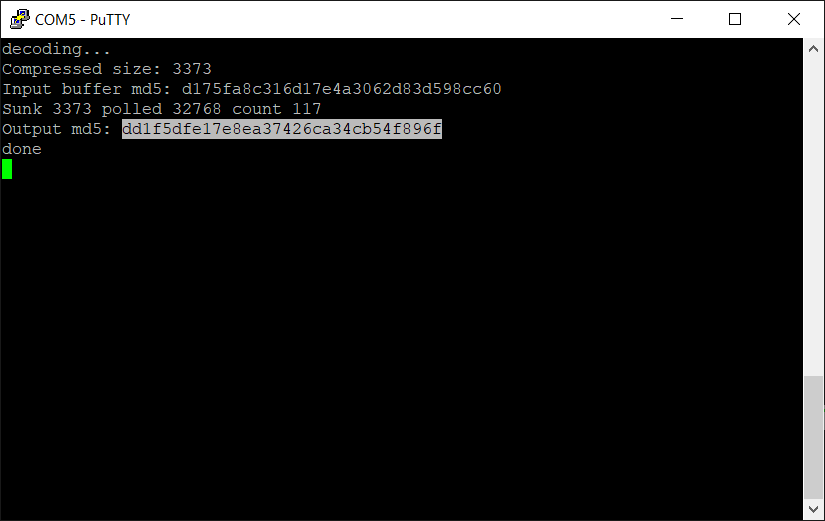 COM5 - PuTTY
decoding...
Compressed size: 3373
Input buffer md5: d175fa8c316d17e4a3062d83d598cc60
Sunk 3373 polled 32768 count 117
Output md5: dd1f5dfe17e8ea37426ca34cb54f896f
done